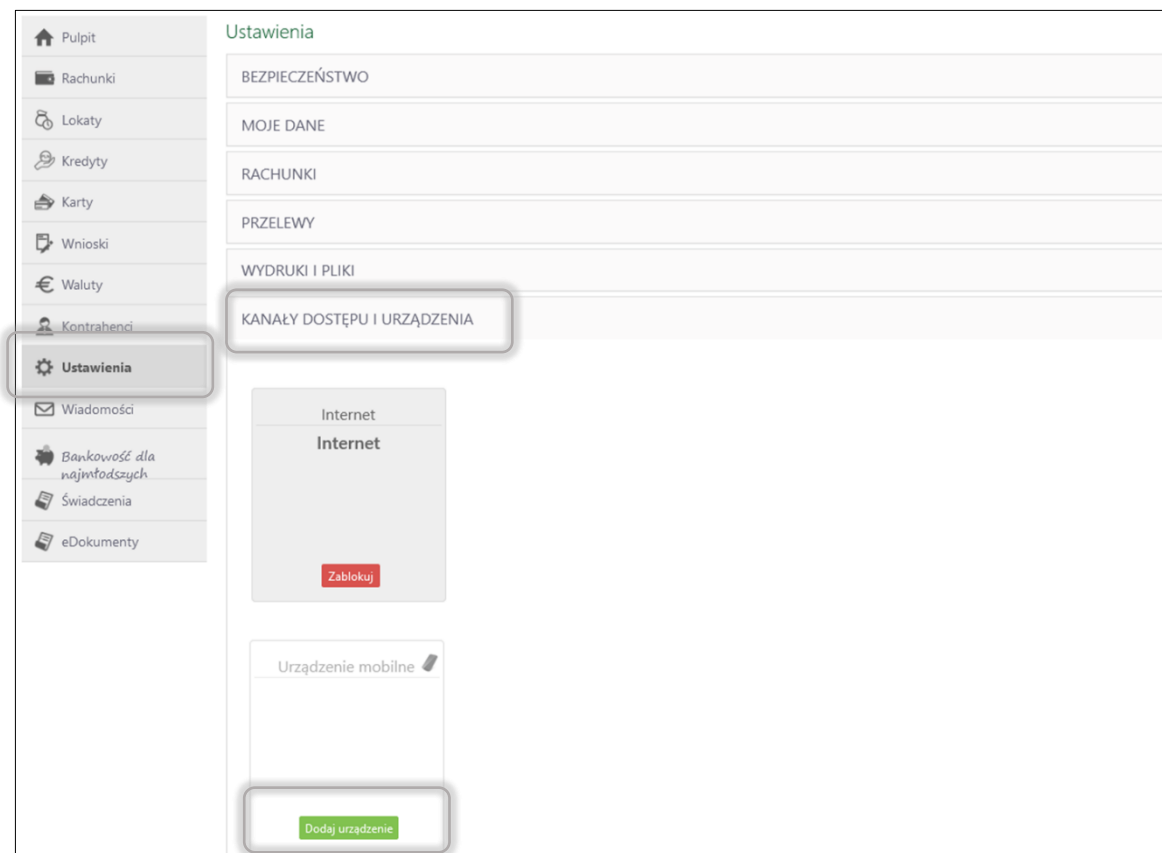 Pulpit
Rachunki
Lokaty
Kredyty
Karty
Wnioski
Waluty
Kontrahenci
Ustawienia
Wiadomości
Bankowość dla
najmłodszych
Świadczenia
eDokumenty
Ustawienia
BEZPIECZEŃSTWO
MOJE DANE
RACHUNKI
PRZELEWY
WYDRUKI I PLIKI
KANAŁY DOSTĘPU I URZĄDZENIA
Internet
Internet
Zablokuj
Urządzenie mobilne
Dodaj urządzenie